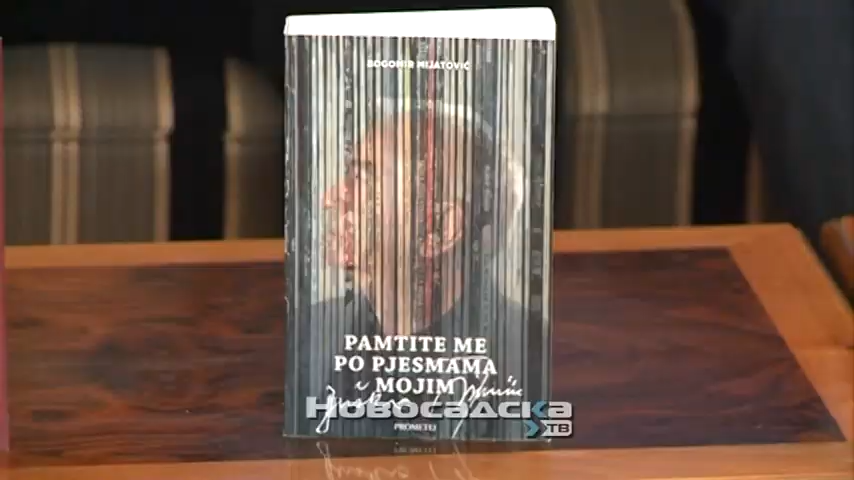 BOGOMIR MIJATOVIĆ
PAMTITE ME
PO PJESMAMA
MOJIM
НОВОСАДСКА
ТВ
PROMETEJ